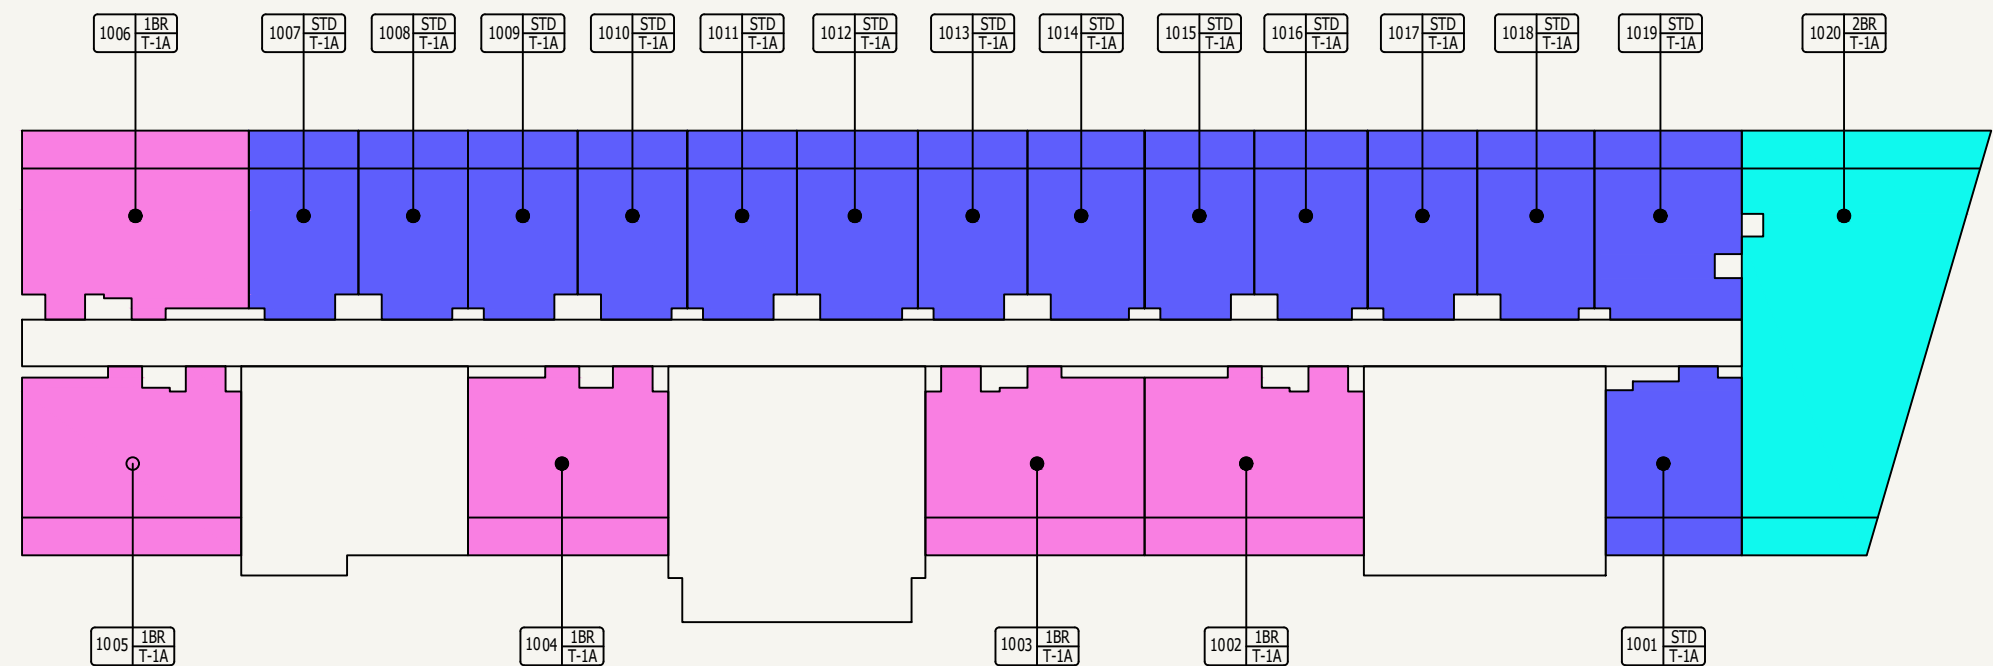 1006 1BR T-1A
1007 STD T-1A
1008 STD T-1A
1009 STD T-1A
1010 STD T-1A
1011 STD T-1A
1012 STD T-1A
1013 STD T-1A
1014 STD T-1A
1015 STD T-1A
1016 STD T-1A
1017 STD T-1A
1018 STD T-1A
1019 STD T-1A
1020 2BR T-1A
1005 1BR T-1A
1004 1BR T-1A
1003 1BR T-1A
1002 1BR T-1A
1001 STD T-1A